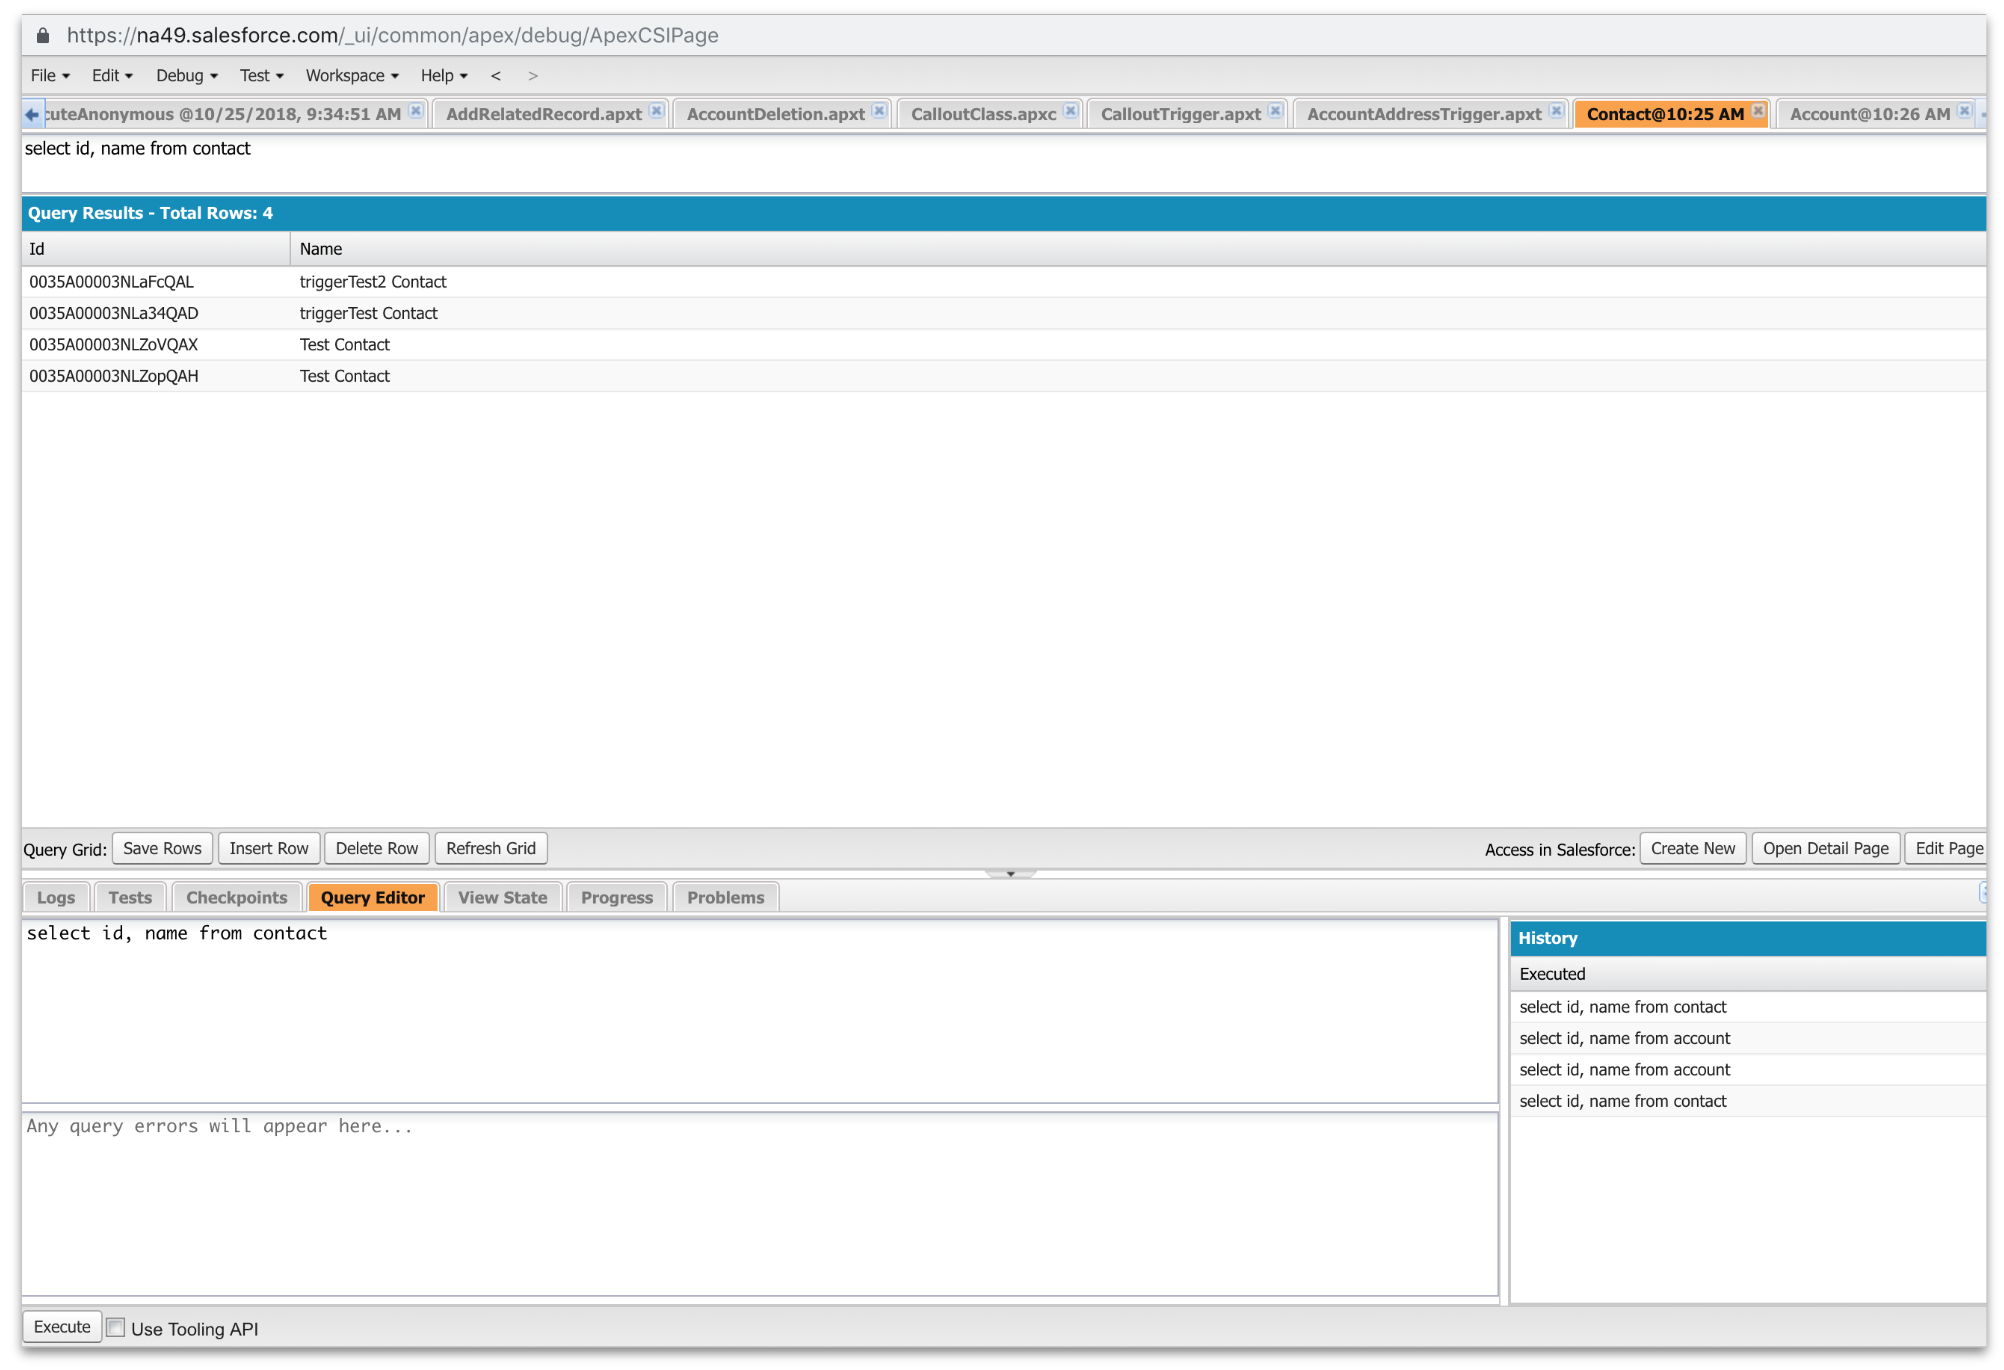 https://na49.salesforce.com/_ui/common/apex/debug/ApexCSIPage
File Edit Debug Test Workspace Help < >
cuteAnonymous @10/25/2018, 9:34:51 AM AddRelatedRecord.apxt AccountDeletion.apxt CalloutClass.apxc CalloutTrigger.apxt AccountAddressTrigger.apxt Contact@10:25 AM Account@10:26 AM
select id, name from contact
Query Results - Total Rows: 4
Id Name
0035A00003NLaFcQAL triggerTest2 Contact
0035A00003NLa34QAD triggerTest Contact
0035A00003NLZoVQAX Test Contact
0035A00003NLZopQAH Test Contact
Query Grid: Save Rows Insert Row Delete Row Refresh Grid Access in Salesforce: Create New Open Detail Page Edit Page
Logs Tests Checkpoints Query Editor View State Progress Problems
select id, name from contact
Any query errors will appear here...
History
Executed
select id, name from contact
select id, name from account
select id, name from account
select id, name from contact
Execute Use Tooling API